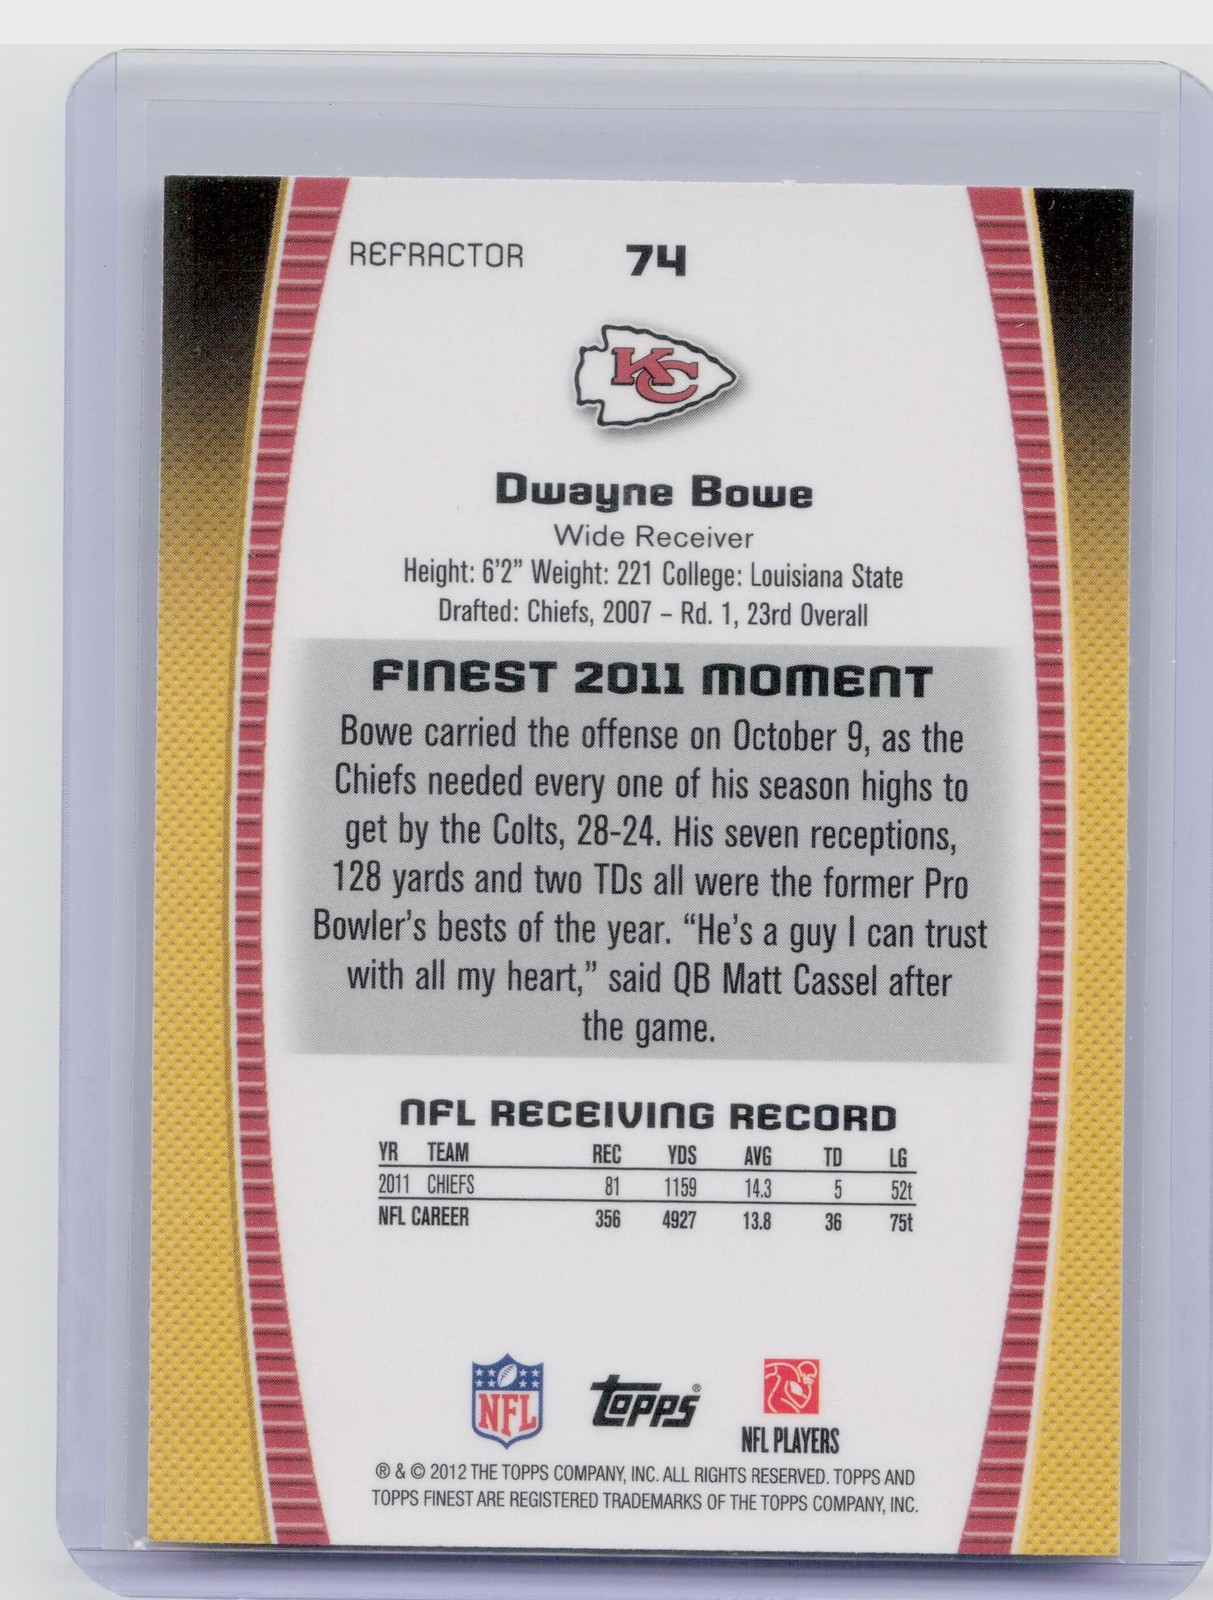 REFRACTOR 74
KC
Dwayne Bowe
Wide Receiver
Height: 6'2” Weight: 221 College: Louisiana State
Drafted: Chiefs, 2007 – Rd. 1, 23rd Overall
FINEST 2011 MOMENT
Bowe carried the offense on October 9, as the
Chiefs needed every one of his season highs to
get by the Colts, 28-24. His seven receptions,
128 yards and two TDs all were the former Pro
Bowler’s bests of the year. “He’s a guy I can trust
with all my heart,” said QB Matt Cassel after
the game.
NFL RECEIVING RECORD
YR TEAM REC YDS AVG TD LG
2011 CHIEFS 81 1159 14.3 5 52t
NFL CAREER 356 4927 13.8 36 75t
NFL Topps® NFL PLAYERS
® & © 2012 THE TOPPS COMPANY, INC. ALL RIGHTS RESERVED. TOPPS AND
TOPPS FINEST ARE REGISTERED TRADEMARKS OF THE TOPPS COMPANY, INC.